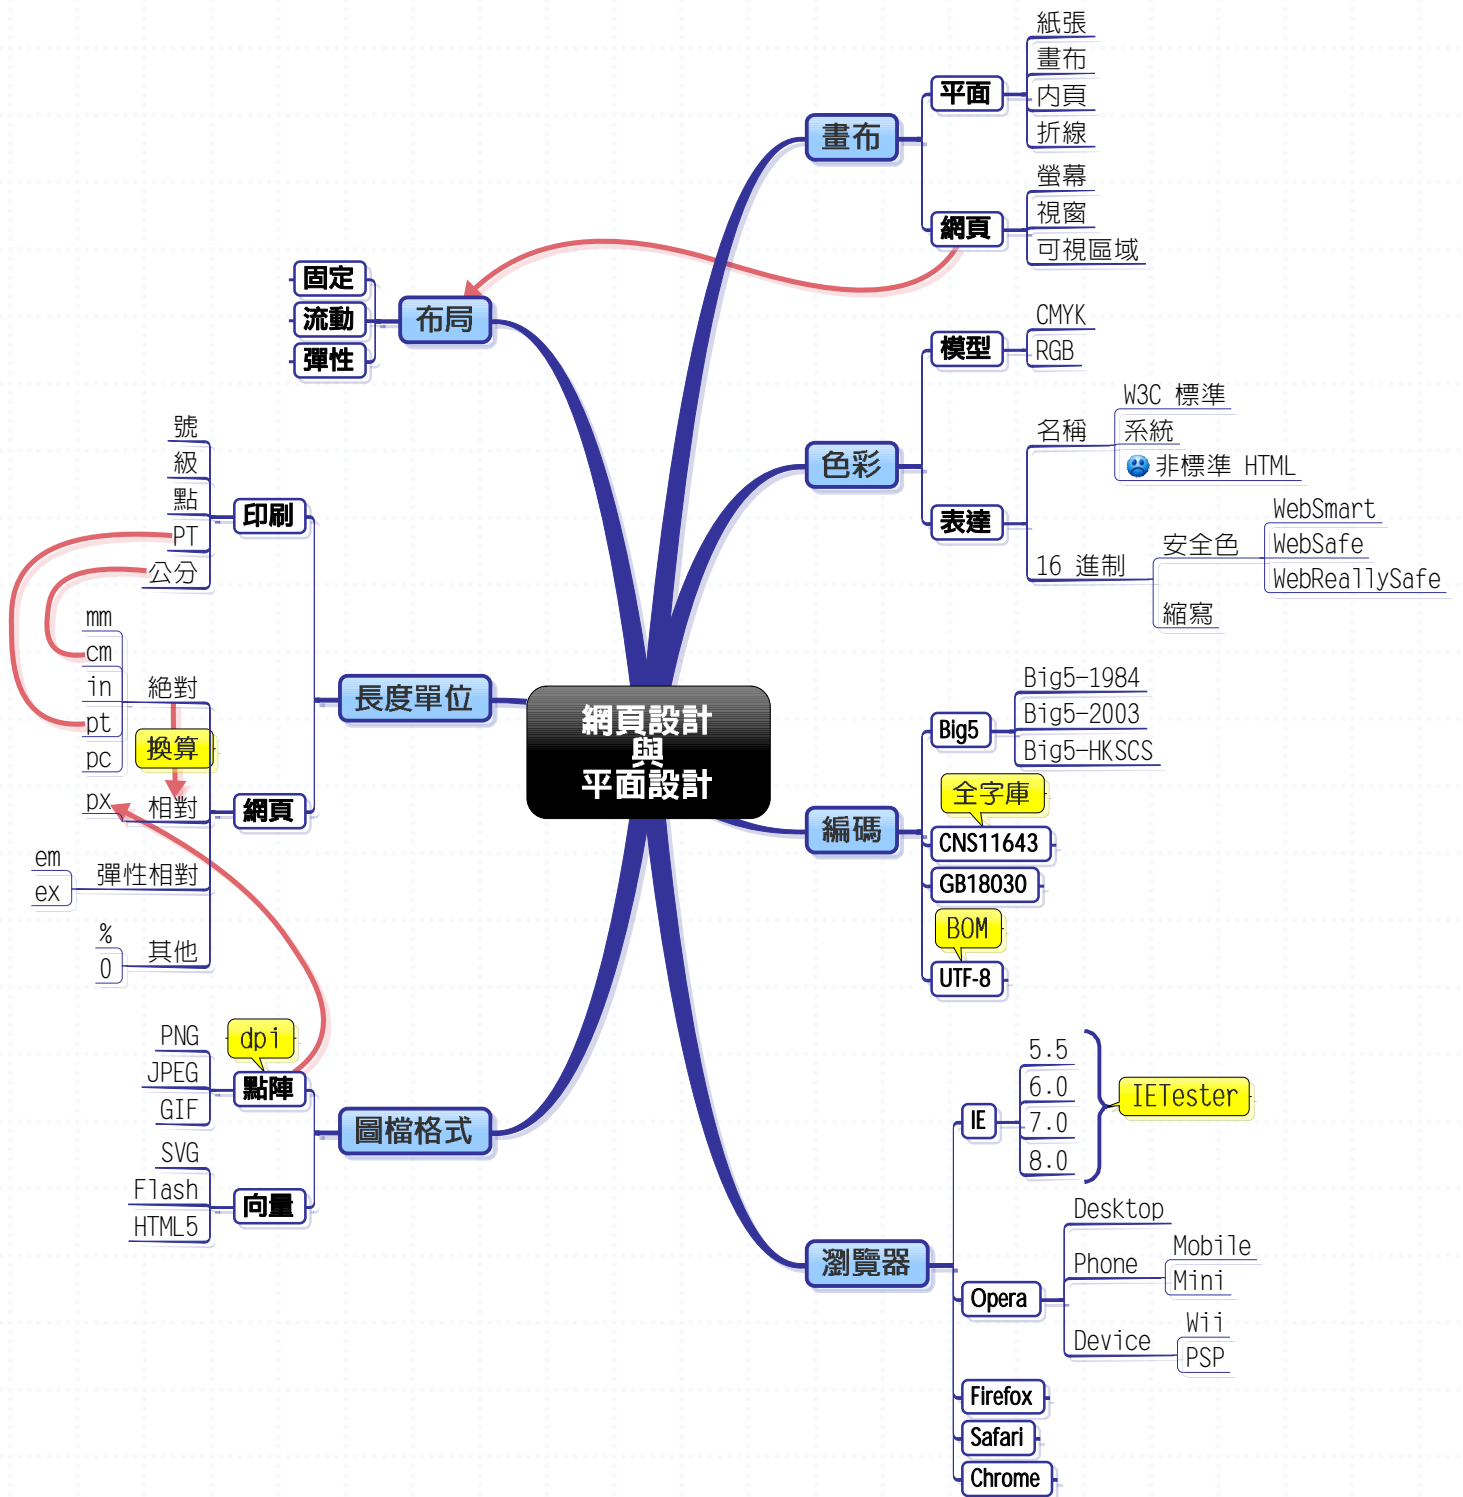 網頁設計
與
平面設計
畫布
平面
紙張
畫布
內頁
折線
網頁
螢幕
視窗
可視區域
色彩
模型
CMYK
RGB
表達
名稱
W3C 標準
系統
非標準 HTML
16 進制
安全色
WebSmart
WebSafe
WebReallySafe
縮寫
編碼
Big5
Big5-1984
Big5-2003
Big5-HKSCS
全字庫
CNS11643
GB18030
BOM
UTF-8
瀏覽器
IE
5.5
6.0
7.0
8.0
IETester
Opera
Desktop
Phone
Mobile
Mini
Device
Wii
PSP
Firefox
Safari
Chrome
布局
固定
流動
彈性
長度單位
印刷
號
級
點
PT
公分
網頁
絕對
mm
cm
in
pt
pc
換算
相對
px
彈性相對
em
ex
其他
%
0
圖檔格式
dpi
點陣
PNG
JPEG
GIF
向量
SVG
Flash
HTML5